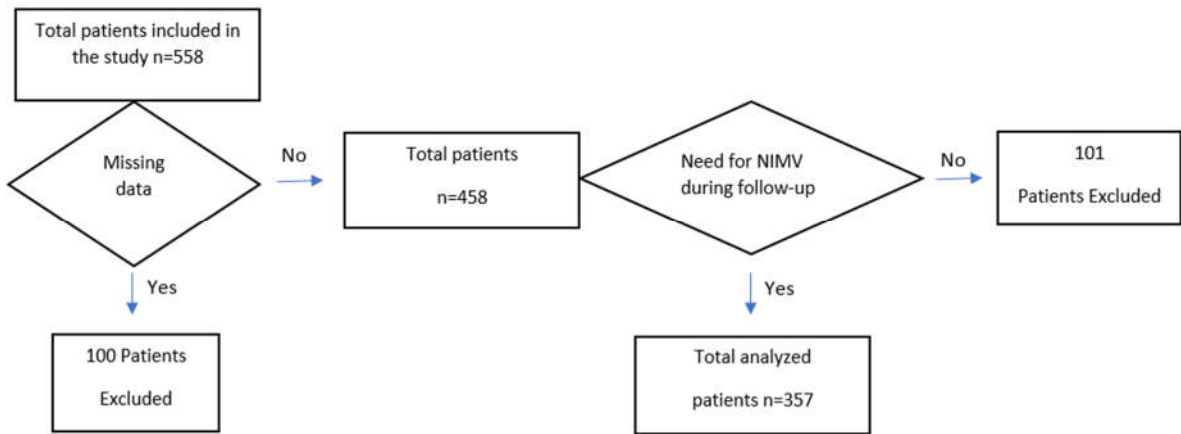 Total patients included in
the study n=558
Missing
data
No
Total patients
n=458
Need for NIMV
during follow-up
No
101
Patients Excluded
Yes
100 Patients
Excluded
Yes
Total analyzed
patients n=357